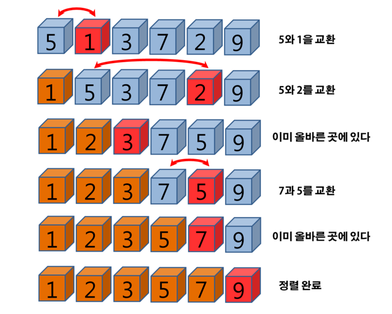 5 1 3 7 2 9 5와 1을 교환
1 5 3 7 2 9 5와 2를 교환
1 2 3 7 5 9 이미 올바른 곳에 있다
1 2 3 7 5 9 7과 5를 교환
1 2 3 5 7 9 이미 올바른 곳에 있다
1 2 3 5 7 9 정렬 완료